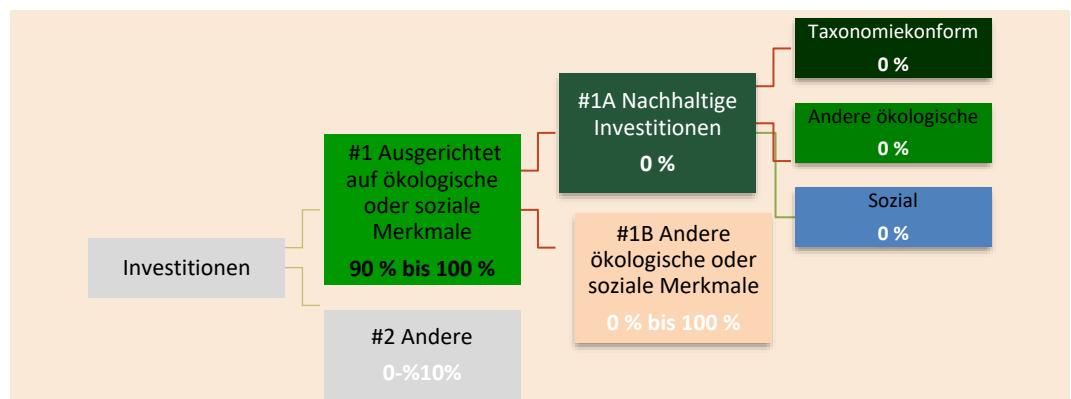 Investitionen
#1 Ausgerichtet
auf ökologische
oder soziale
Merkmale
90 % bis 100 %
#2 Andere
0-%10%
#1A Nachhaltige
Investitionen
0 %
#1B Andere
ökologische oder
soziale Merkmale
0 % bis 100 %
Taxonomiekonform
0 %
Andere ökologische
0 %
Sozial
0 %